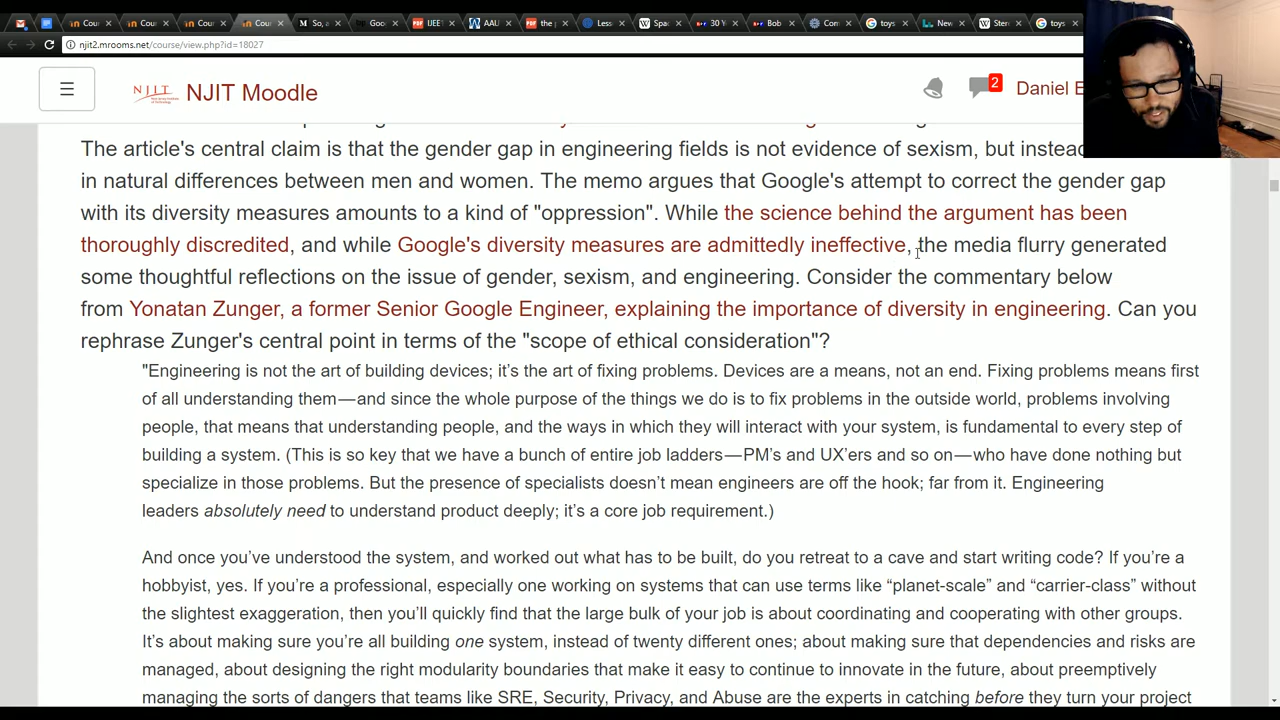 Cour
Cour
Cour
Cour
So, a
Goo
UEE
AAU
the
Less
Spac
30 Y
Bob
Con
toys
New
Ster
toys
njit2.mrooms.net/course/view.php?id=18027
NJIT
NJIT Moodle
2
Daniel E
The article's central claim is that the gender gap in engineering fields is not evidence of sexism, but instead
in natural differences between men and women. The memo argues that Google's attempt to correct the gender gap
with its diversity measures amounts to a kind of "oppression". While the science behind the argument has been
thoroughly discredited, and while Google's diversity measures are admittedly ineffective, the media flurry generated
some thoughtful reflections on the issue of gender, sexism, and engineering. Consider the commentary below
from Yonatan Zunger, a former Senior Google Engineer, explaining the importance of diversity in engineering. Can you
rephrase Zunger's central point in terms of the "scope of ethical consideration"?
"Engineering is not the art of building devices; it’s the art of fixing problems. Devices are a means, not an end. Fixing problems means first
of all understanding them — and since the whole purpose of the things we do is to fix problems in the outside world, problems involving
people, that means that understanding people, and the ways in which they will interact with your system, is fundamental to every step of
building a system. (This is so key that we have a bunch of entire job ladders — PM’s and UX’ers and so on — who have done nothing but
specialize in those problems. But the presence of specialists doesn’t mean engineers are off the hook; far from it. Engineering
leaders absolutely need to understand product deeply; it’s a core job requirement.)
And once you’ve understood the system, and worked out what has to be built, do you retreat to a cave and start writing code? If you’re a
hobbyist, yes. If you’re a professional, especially one working on systems that can use terms like “planet-scale” and “carrier-class” without
the slightest exaggeration, then you’ll quickly find that the large bulk of your job is about coordinating and cooperating with other groups.
It’s about making sure you’re all building one system, instead of twenty different ones; about making sure that dependencies and risks are
managed, about designing the right modularity boundaries that make it easy to continue to innovate in the future, about preemptively
managing the sorts of dangers that teams like SRE, Security, Privacy, and Abuse are the experts in catching before they turn your project